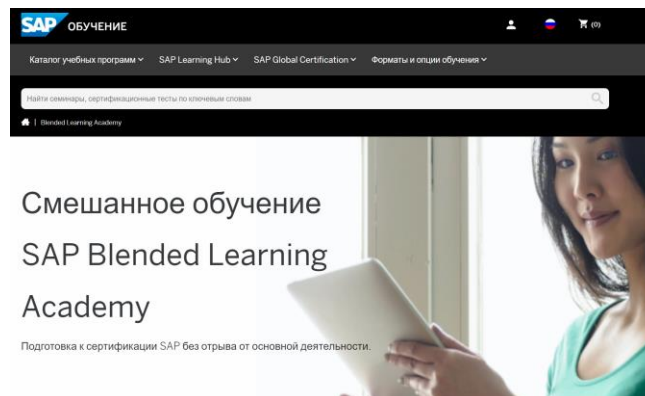 SAP ОБУЧЕНИЕ
(0)
Каталог учебных программ SAP Learning Hub SAP Global Certification Форматы и опции обучения
Найти семинары, сертификационные тесты по ключевым словам
| Blended Learning Academy
Смешанное обучение
SAP Blended Learning
Academy
Подготовка к сертификации SAP без отрыва от основной деятельности.